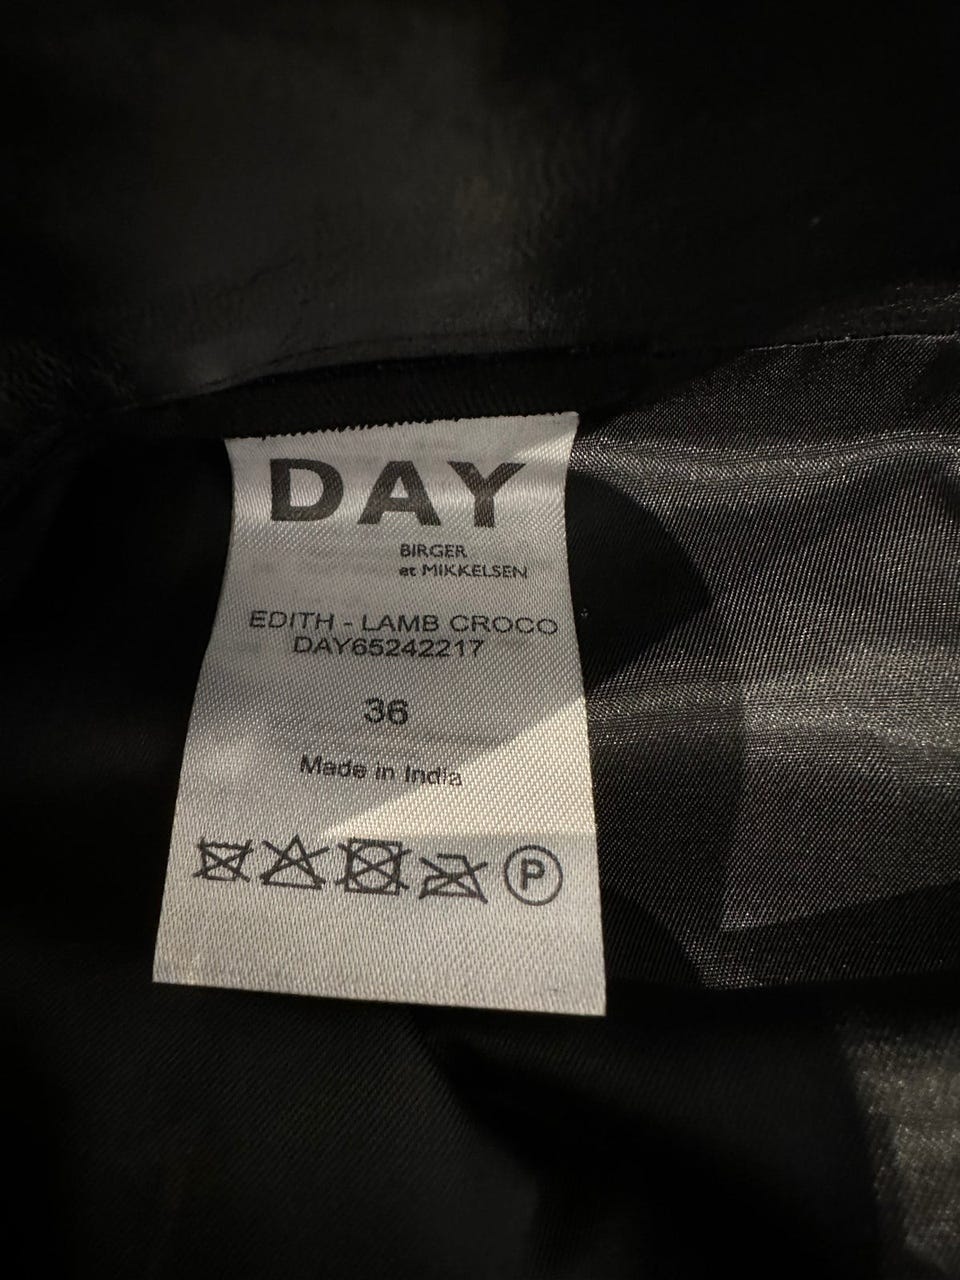 DAY
BIRGER
et MIKKELSEN
EDITH - LAMB CROCO
DAY65242217
36
Made in India
P